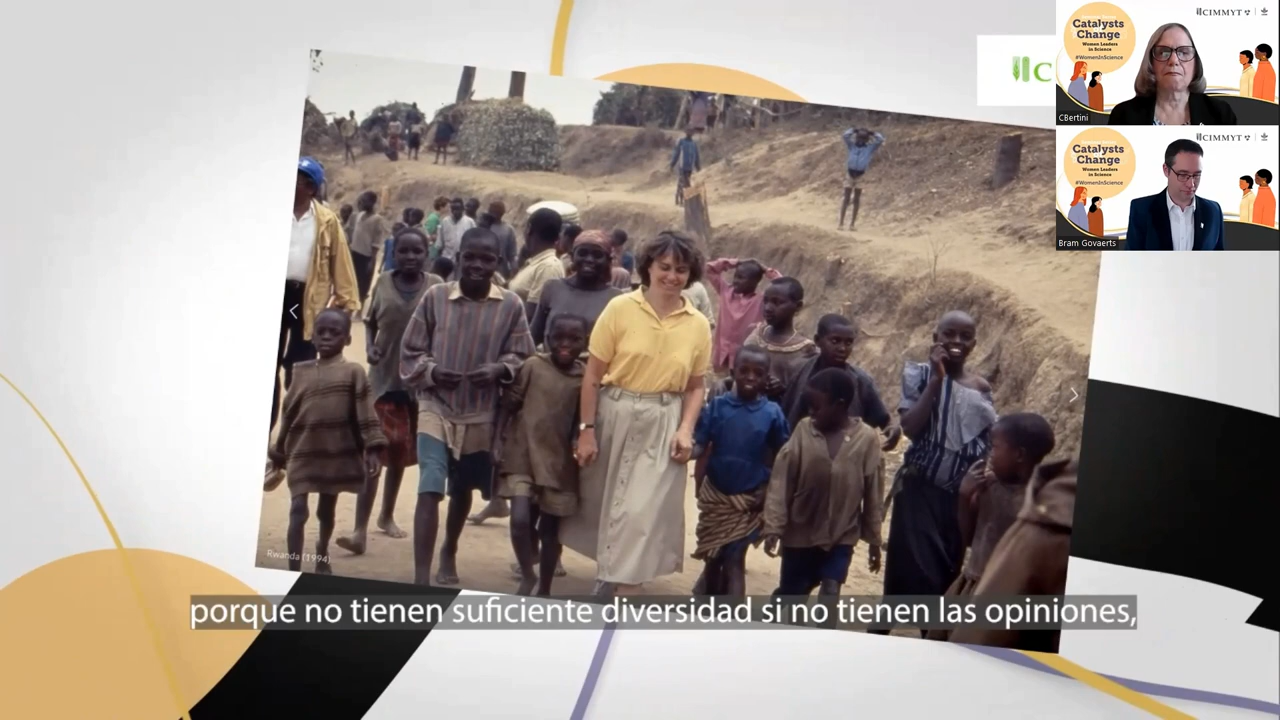 Catalysts
Change
Women Leaders
in Science
#WomenInScience
CIMMYT
CBertini
Catalysts
Change
Women Leaders
in Science
#WomenInScience
CIMMYT
Bram Govaerts
C
Rwanda (1994)
porque no tienen suficiente diversidad si no tienen las opiniones,